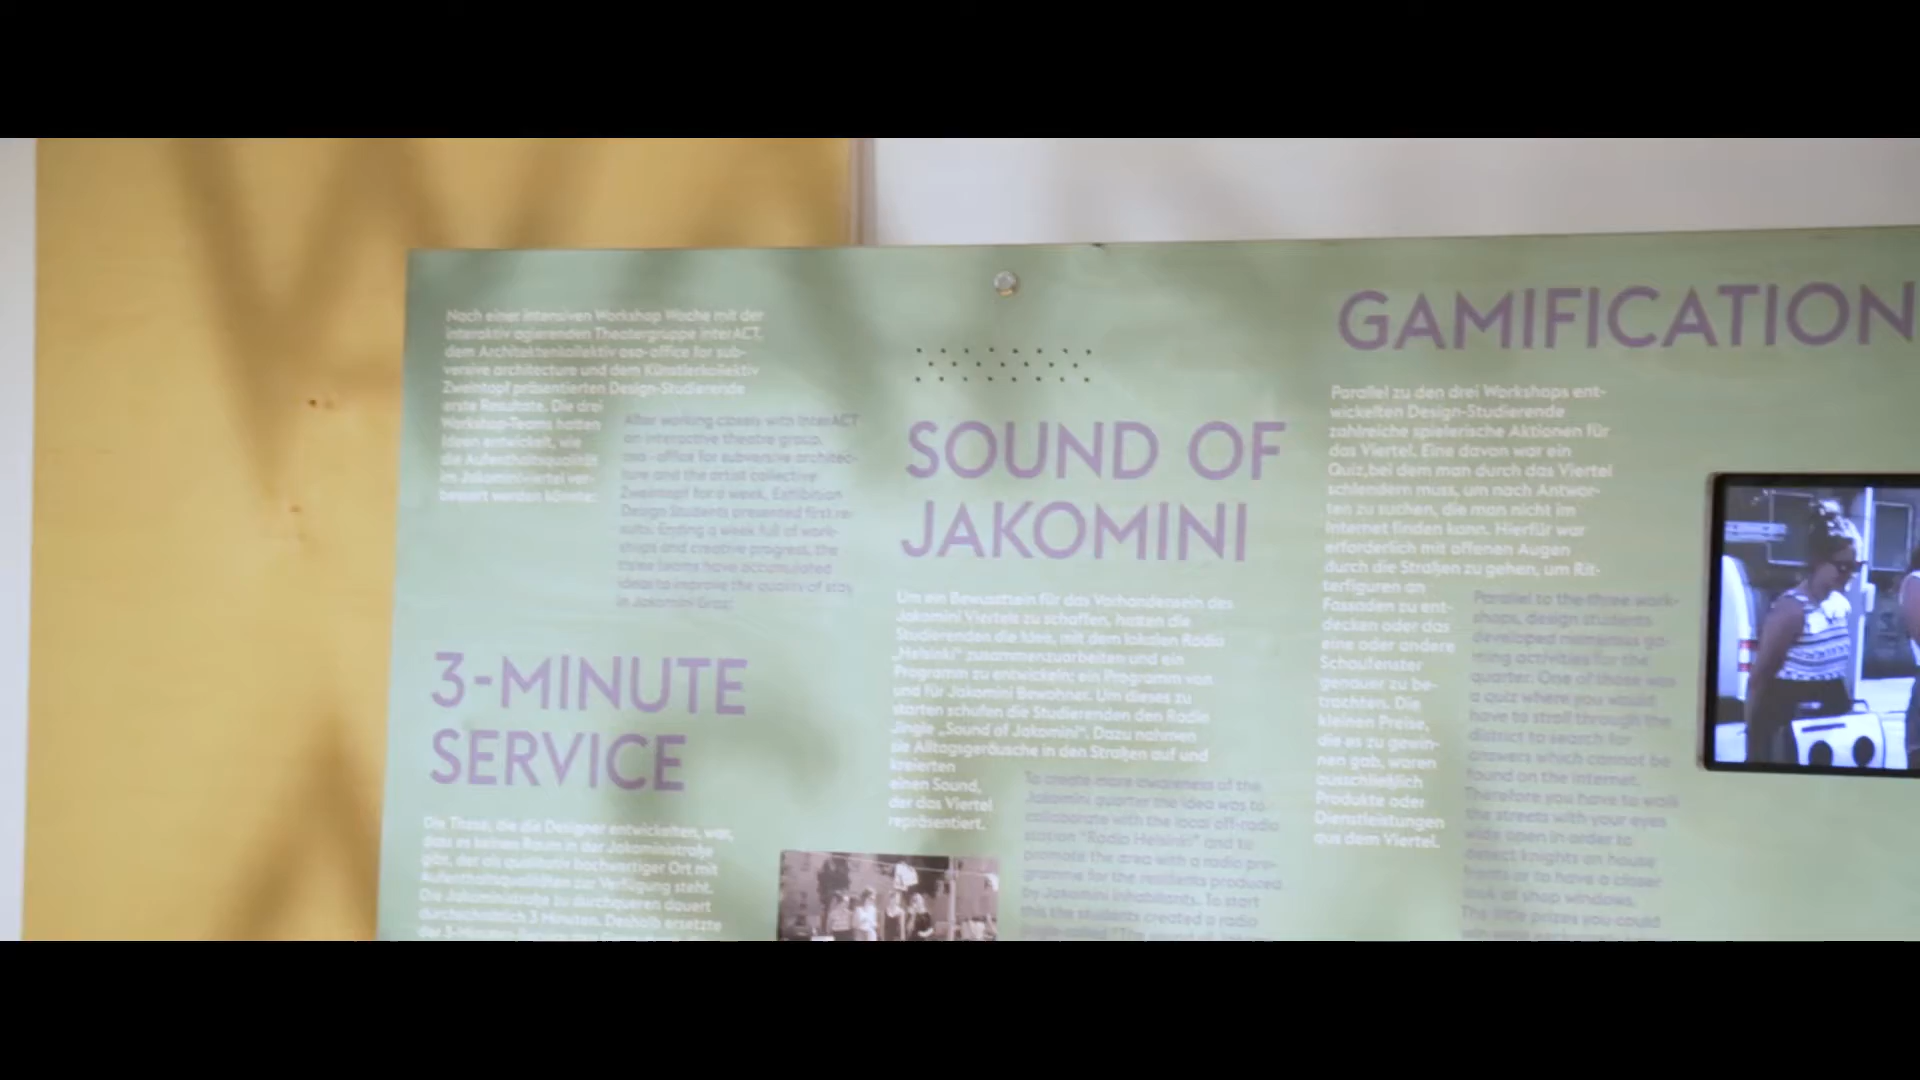 Nach einer intensiven Workshop Woche mit der
interaktiv agierenden Theatergruppe interACT,
dem Architektenkollektiv osa-office for sub-
versive architecture und dem Künstlerkollektiv
Zweintopf präsentierten Design-Studierende
erste Resultate. Die drei
Workshop-Teams hatten
Ideen entwickelt, wie
die Aufenthaltsqualität
im Jakominiviertel ver-
bessert werden könnte:
After working closely with InterACT
an interactive theatre group,
osa -office for subversive architec-
ture and the artist collective
Zweintopf for a week, Exhibition
Design Students presented first re-
sults. Ending a week full of work-
shops and creative progress, the
three teams have accumulated
ideas to improve the quality of stay
in Jakomini Graz:
3-MINUTE
SERVICE
Die These, die die Designer entwickelten, war,
dass es keinen Raum in der Jakoministraße
gibt, der als qualitativ hochwertiger Ort mit
Aufenthaltsqualitäten zur Verfügung steht.
Die Jakoministraße zu durchqueren dauert
durchschnittlich 3 Minuten. Deshalb ersetzte
SOUND OF
JAKOMINI
Um ein Bewusstsein für das Vorhandensein des
Jakomini Viertels zu schaffen, hatten die
Studierenden die Idee, mit dem lokalen Radio
„Helsinki“ zusammenzuarbeiten und ein
Programm zu entwickeln; ein Programm von
und für Jakomini Bewohner. Um dieses zu
starten schufen die Studierenden den Radio
Jingle „Sound of Jakomini“. Dazu nahmen
sie Alltagsgeräusche in den Straßen auf und
kreierten
einen Sound,
der das Viertel
repräsentiert.
To create more awareness of the
Jakomini quarter the idea was to
collaborate with the local off-radio
station "Radio Helsinki" and to
promote the area with a radio pro-
gramme for the residents produced
by Jakomini inhabitants. To start
this the students created a radio
GAMIFICATION
Parallel zu den drei Workshops ent-
wickelten Design-Studierende
zahlreiche spielerische Aktionen für
das Viertel. Eine davon war ein
Quiz,bei dem man durch das Viertel
schlendern muss, um nach Antwor-
ten zu suchen, die man nicht im
Internet finden kann. Hierfür war
erforderlich mit offenen Augen
durch die Straßen zu gehen, um Rit-
terfiguren an
Fassaden zu ent-
decken oder das
eine oder andere
Schaufenster
genauer zu be-
trachten. Die
kleinen Preise,
die es zu gewin-
nen gab, waren
ausschließlich
Produkte oder
Dienstleistungen
aus dem Viertel.
Parallel to the three work-
shops, design students
developed numerous ga-
ming activities for the
quarter. One of those was
a quiz where you would
have to stroll through the
district to search for
answers which cannot be
found on the internet.
Therefore you have to walk
the streets with your eyes
wide open in order to
detect knights on house
fronts or to have a closer
look at shop windows.
The little prizes you could